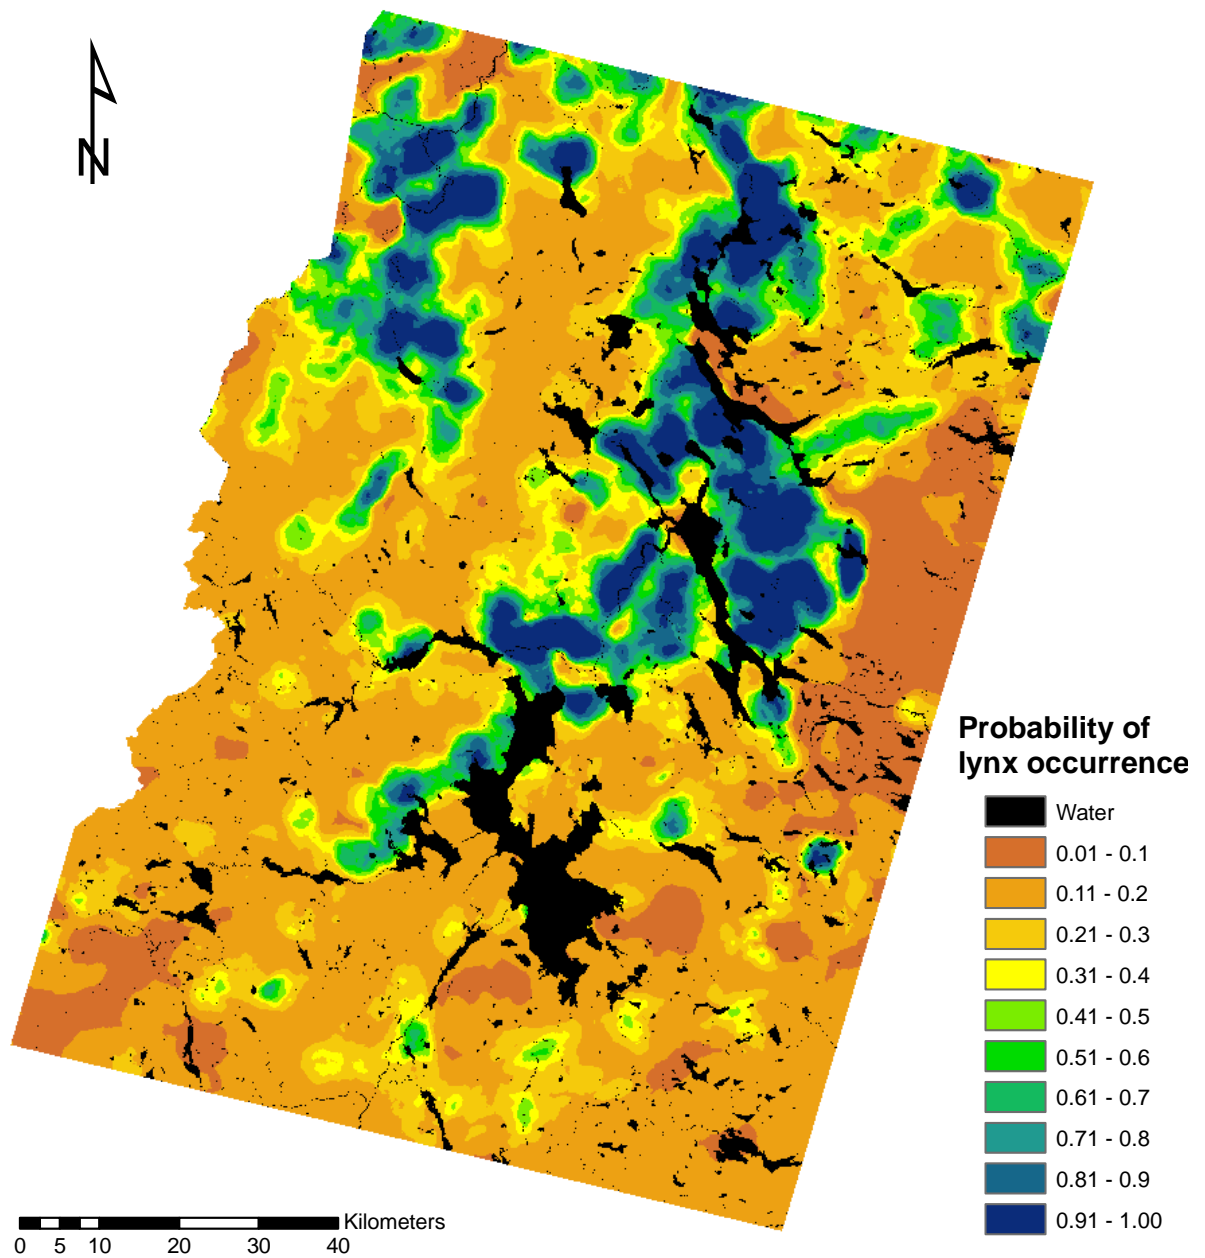 N
Probability of
lynx occurrence
Water
0.01 - 0.1
0.11 - 0.2
0.21 - 0.3
0.31 - 0.4
0.41 - 0.5
0.51 - 0.6
0.61 - 0.7
0.71 - 0.8
0.81 - 0.9
0.91 - 1.00
Kilometers
0 5 10 20 30 40